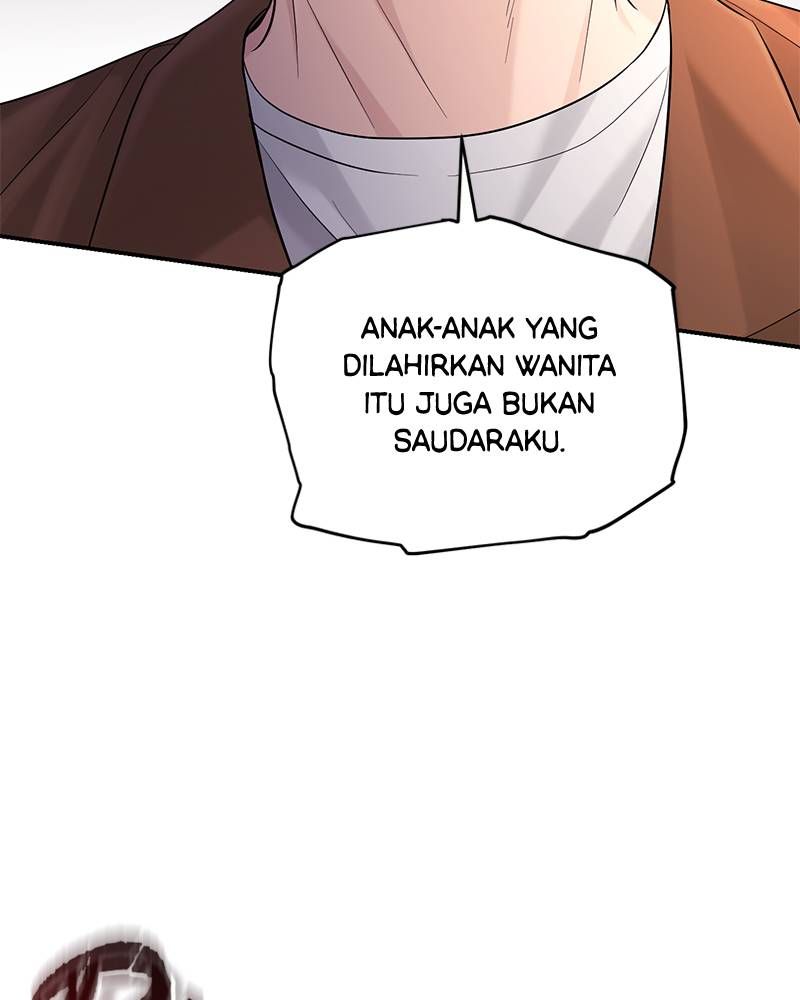 ANAK-ANAK YANG
DILAHIRKAN WANITA
ITU JUGA BUKAN
SAUDARAKU.